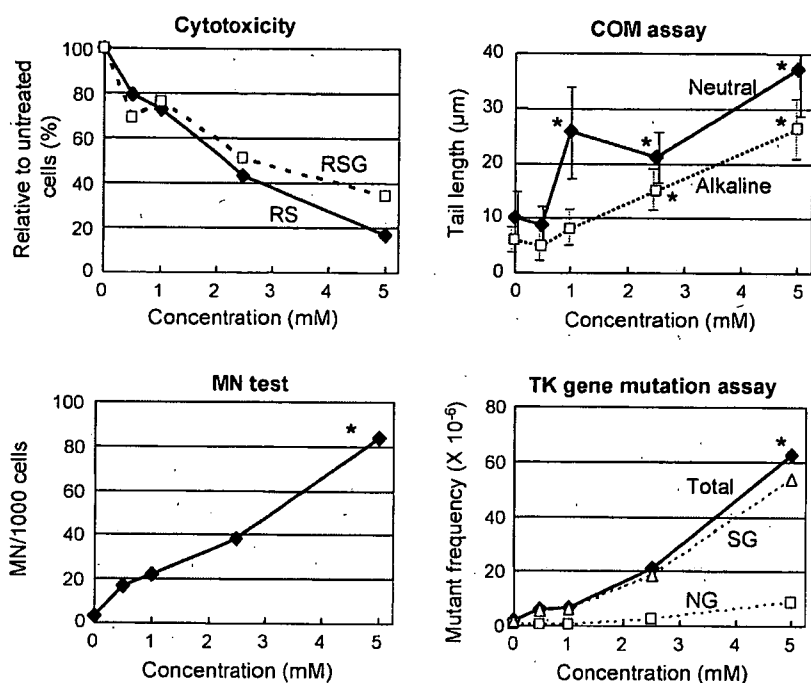 Cytotoxicity
Relative to untreated
cells (%)
100
80
60
40
20
0
RSG
RS
0 1 2 3 4 5
Concentration (mM)
COM assay
Tail length (μm)
40
30
20
10
0
* Neutral
* * *
Alkaline
*
0 1 2 3 4 5
Concentration (mM)
MN test
MN/1000 cells
100
80
60
40
20
0
*
0 1 2 3 4 5
Concentration (mM)
TK gene mutation assay
Mutant frequency (X 10-6)
80
60
40
20
0
*
Total
SG
NG
0 1 2 3 4 5
Concentration (mM)